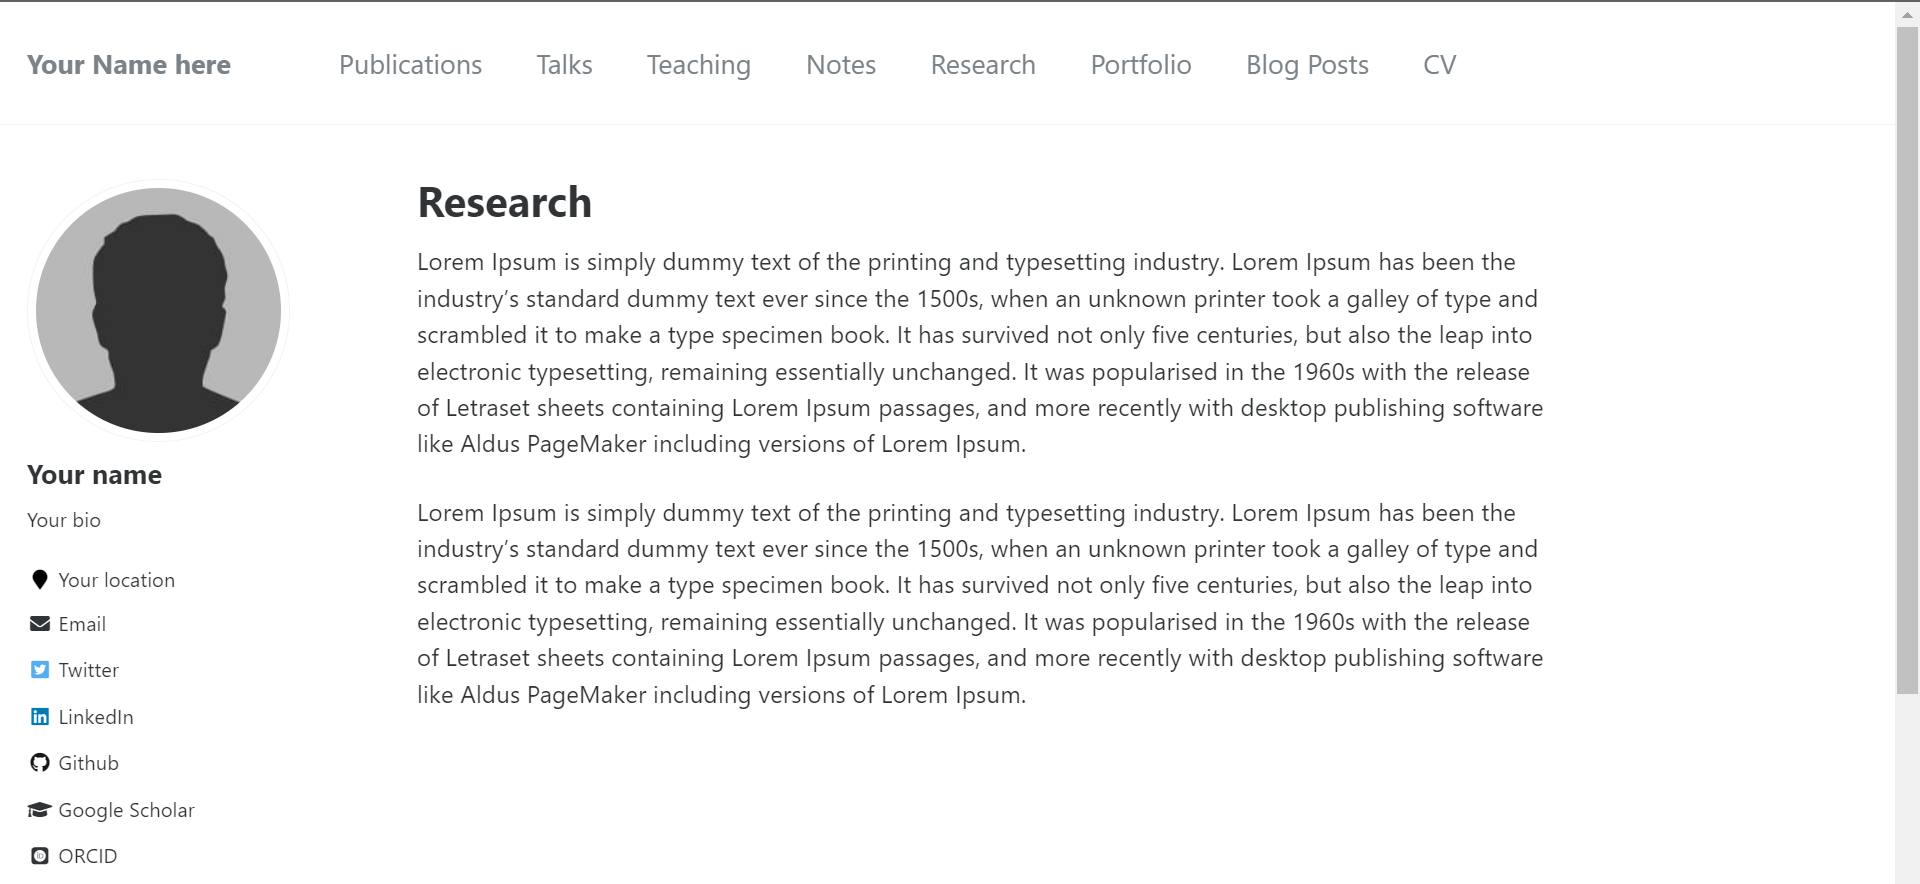 Your Name here
Publications
Talks
Teaching
Notes
Research
Portfolio
Blog Posts
CV
Your name
Your bio
Your location
Email
Twitter
LinkedIn
Github
Google Scholar
ORCID
Research
Lorem Ipsum is simply dummy text of the printing and typesetting industry. Lorem Ipsum has been the
industry’s standard dummy text ever since the 1500s, when an unknown printer took a galley of type and
scrambled it to make a type specimen book. It has survived not only five centuries, but also the leap into
electronic typesetting, remaining essentially unchanged. It was popularised in the 1960s with the release
of Letraset sheets containing Lorem Ipsum passages, and more recently with desktop publishing software
like Aldus PageMaker including versions of Lorem Ipsum.
Lorem Ipsum is simply dummy text of the printing and typesetting industry. Lorem Ipsum has been the
industry’s standard dummy text ever since the 1500s, when an unknown printer took a galley of type and
scrambled it to make a type specimen book. It has survived not only five centuries, but also the leap into
electronic typesetting, remaining essentially unchanged. It was popularised in the 1960s with the release
of Letraset sheets containing Lorem Ipsum passages, and more recently with desktop publishing software
like Aldus PageMaker including versions of Lorem Ipsum.